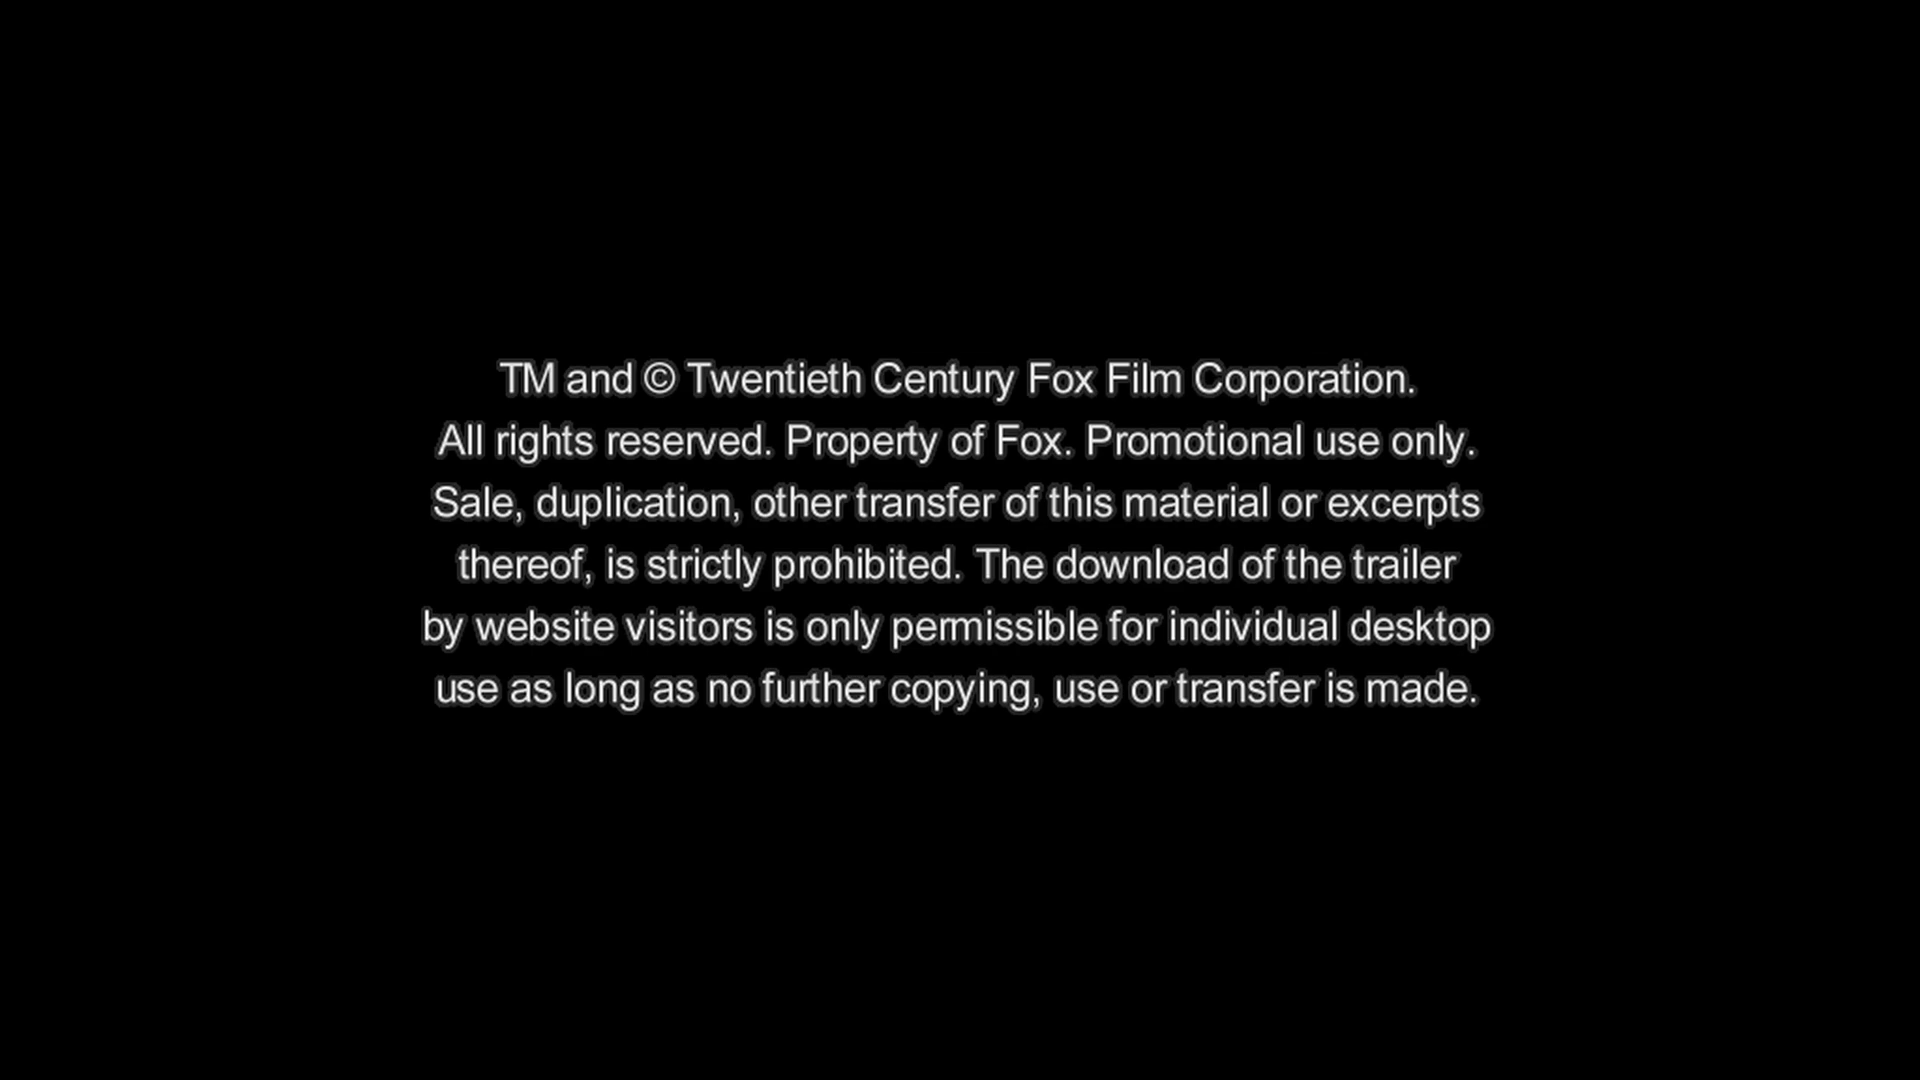 TM and © Twentieth Century Fox Film Corporation.
All rights reserved. Property of Fox. Promotional use only.
Sale, duplication, other transfer of this material or excerpts
thereof, is strictly prohibited. The download of the trailer
by website visitors is only permissible for individual desktop
use as long as no further copying, use or transfer is made.